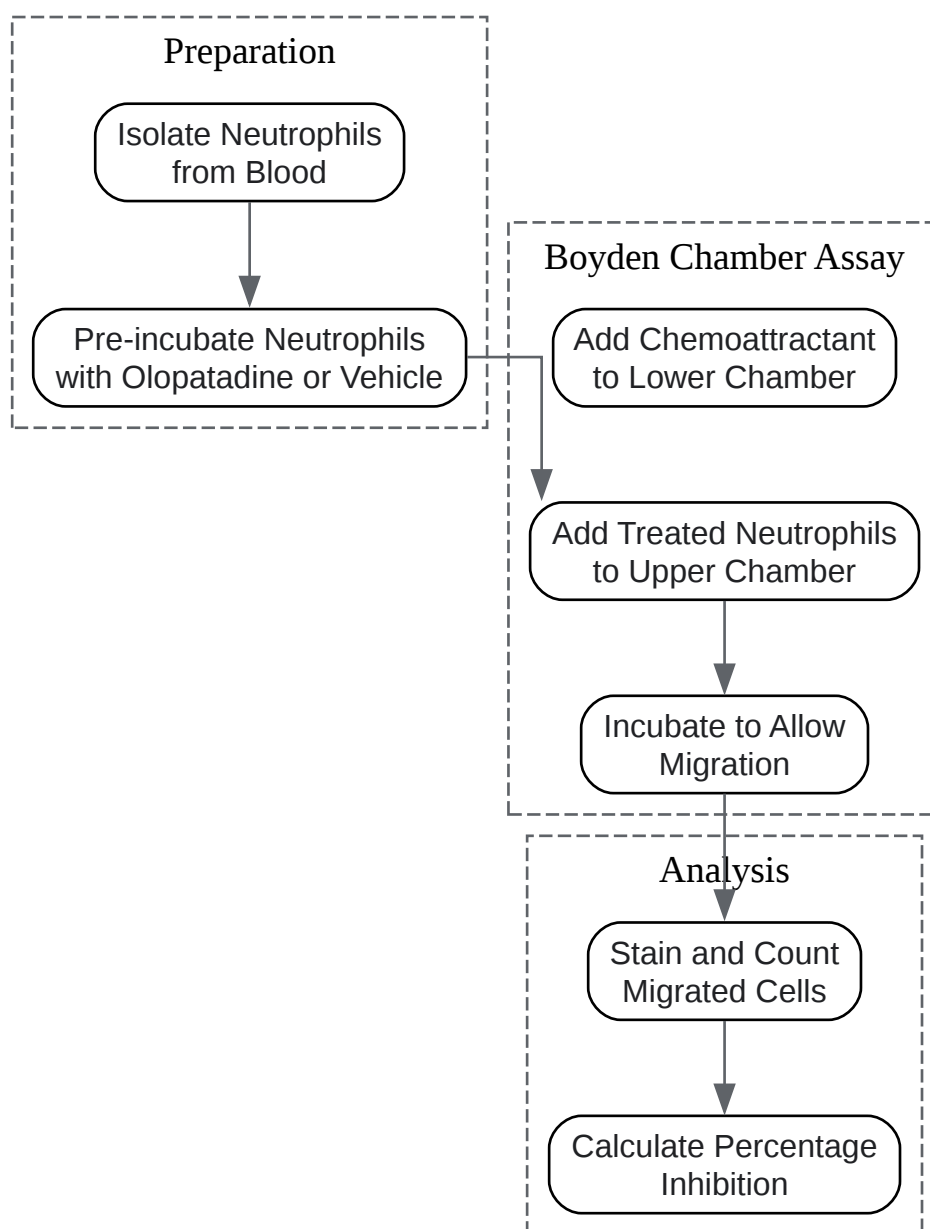 Preparation
Isolate Neutrophils
from Blood
Pre-incubate Neutrophils
with Olopatadine or Vehicle
Boyden Chamber Assay
Add Chemoattractant
to Lower Chamber
Add Treated Neutrophils
to Upper Chamber
Incubate to Allow
Migration
Analysis
Stain and Count
Migrated Cells
Calculate Percentage
Inhibition